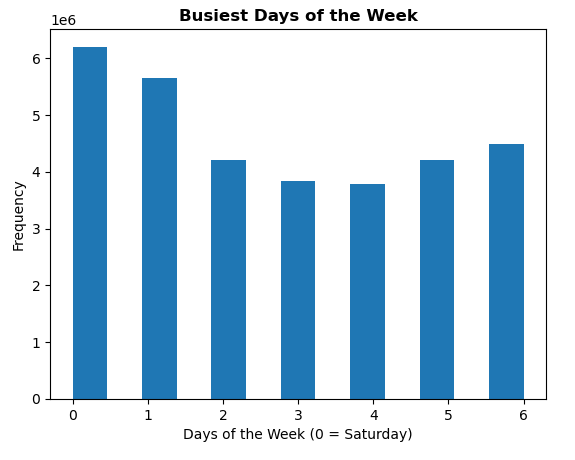 Busiest Days of the Week
1e6
6
5
4
3
2
1
0
Frequency
0 1 2 3 4 5 6
Days of the Week (0 = Saturday)